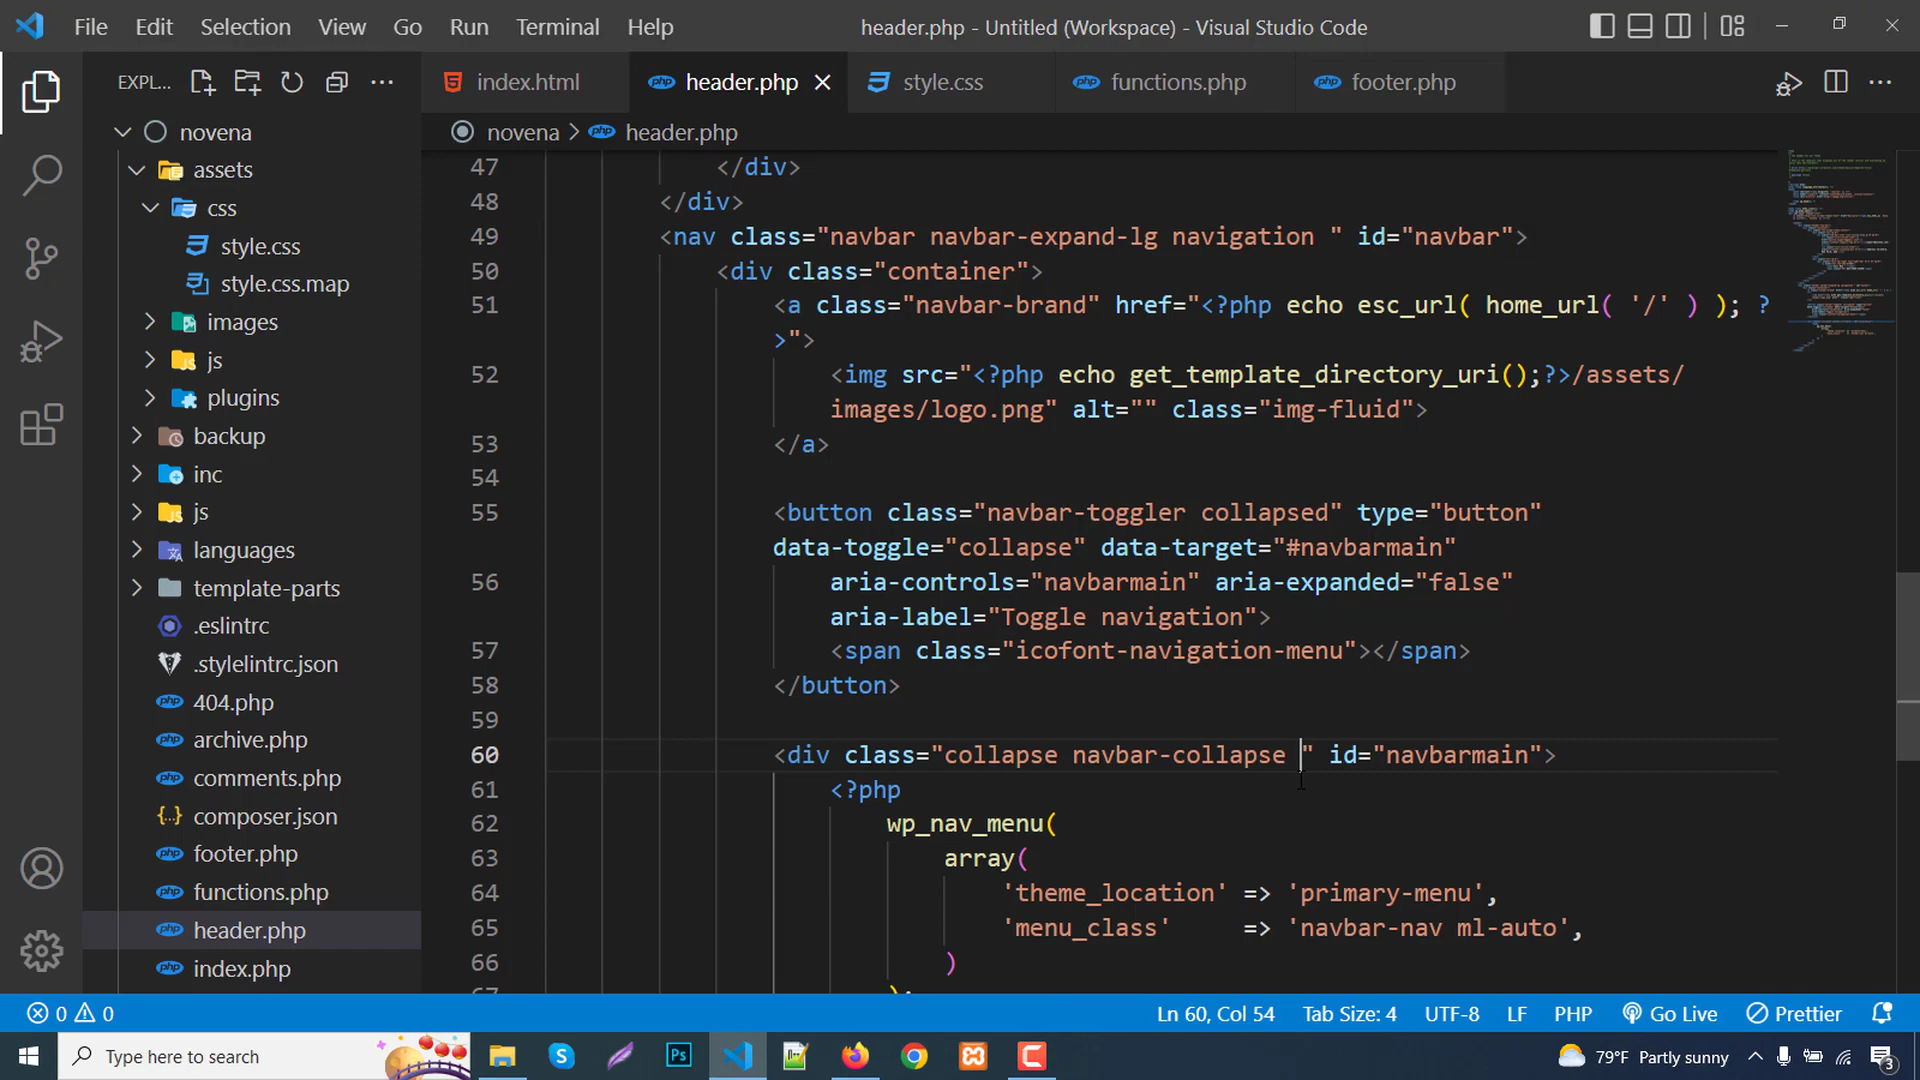 File Edit Selection View Go Run Terminal Help header.php - Untitled (Workspace) - Visual Studio Code
EXPL... index.html header.php style.css functions.php footer.php
novena > header.php
novena
assets
css
style.css
style.css.map
images
js
plugins
backup
inc
js
languages
template-parts
.eslintrc
.stylelintrc.json
404.php
archive.php
comments.php
composer.json
footer.php
functions.php
header.php
index.php
47 </div>
48 </div>
49 <nav class="navbar navbar-expand-lg navigation " id="navbar">
50 <div class="container">
51 <a class="navbar-brand" href="<?php echo esc_url( home_url( '/' ) ); ?
>">
52 <img src="<?php echo get_template_directory_uri();?>/assets/
images/logo.png" alt="" class="img-fluid">
53 </a>
54
55 <button class="navbar-toggler collapsed" type="button"
data-toggle="collapse" data-target="#navbarmain"
56 aria-controls="navbarmain" aria-expanded="false"
aria-label="Toggle navigation">
57 <span class="icofont-navigation-menu"></span>
58 </button>
59
60 <div class="collapse navbar-collapse " id="navbarmain">
61 <?php
62 wp_nav_menu(
63 array(
64 'theme_location' => 'primary-menu',
65 'menu_class' => 'navbar-nav ml-auto',
66 )
67 );
0 0 Ln 60, Col 54 Tab Size: 4 UTF-8 LF PHP Go Live Prettier
Type here to search Ps 79°F Partly sunny 3